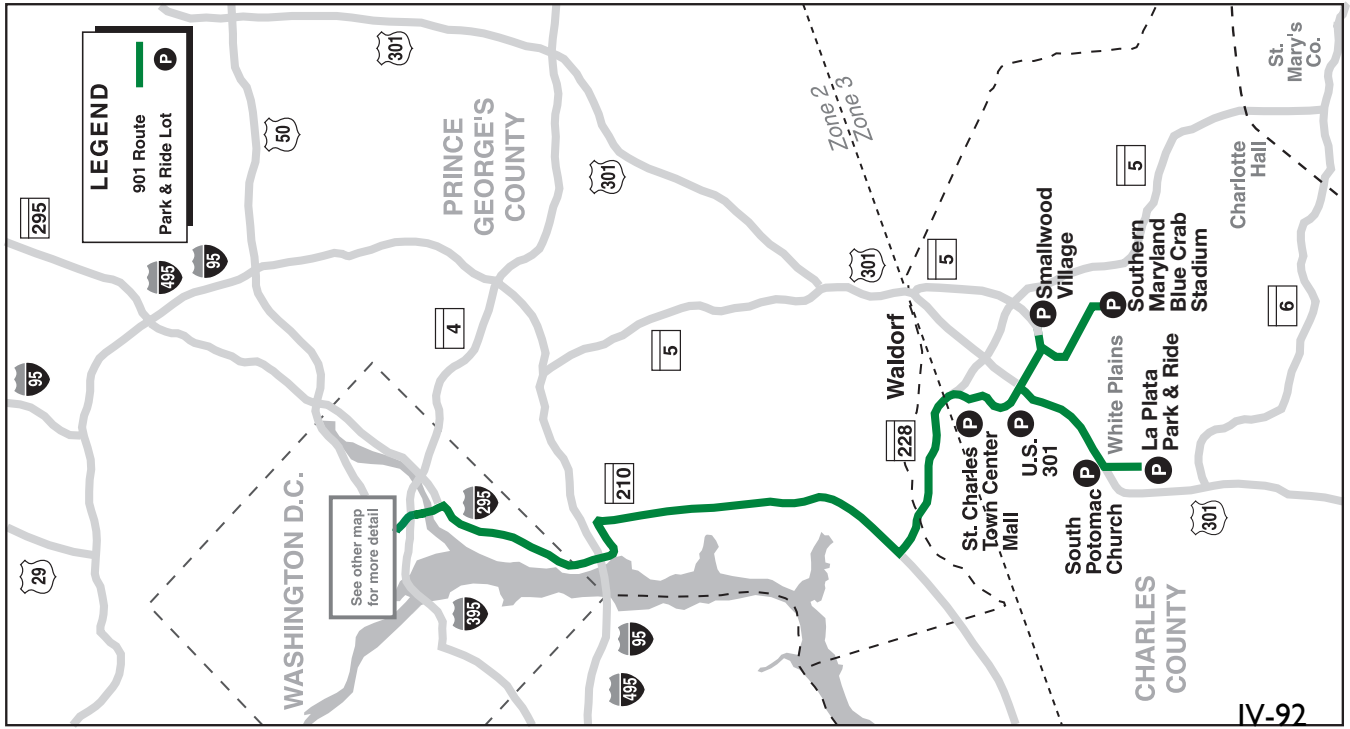 LEGEND
901 Route
Park & Ride Lot
P
295
495
95
95
29
50
301
301
PRINCE
GEORGE'S
COUNTY
4
5
WASHINGTON D.C.
See other map
for more detail
295
395
95
495
210
Zone 2
Zone 3
301
5
Waldorf
228
P
Smallwood
Village
P
Southern
Maryland
Blue Crab
Stadium
5
Charlotte
Hall
St.
Mary's
Co.
6
White Plains
P
St. Charles
Town Center
Mall
P
U.S.
301
P
South
Potomac
Church
P
La Plata
Park & Ride
301
CHARLES
COUNTY
IV-92